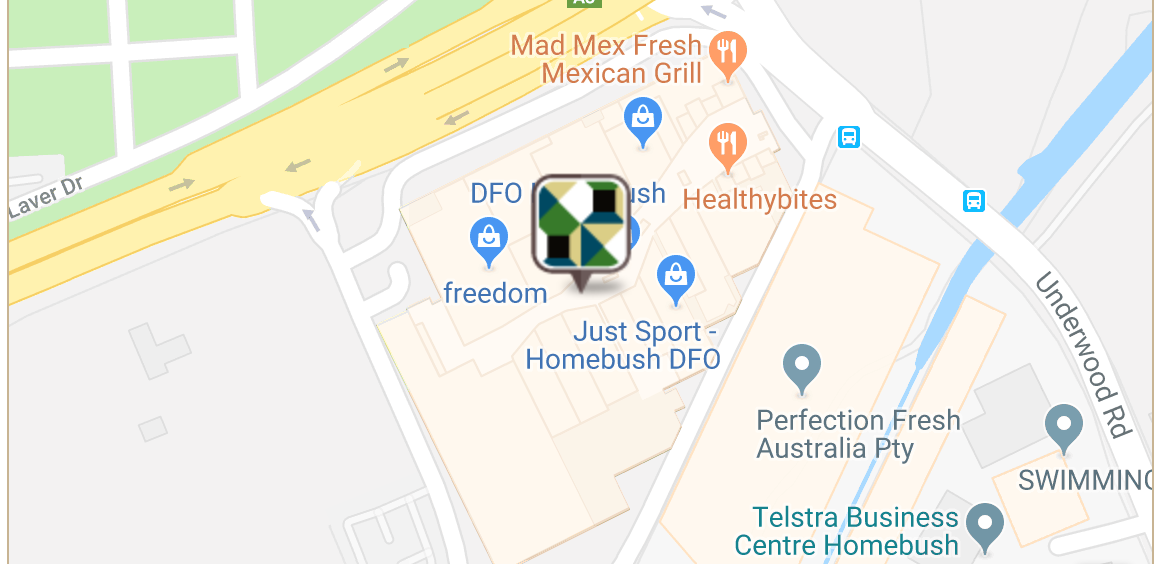 A3
Mad Mex Fresh
Mexican Grill
Laver Dr
DFO
ush
Healthybites
freedom
Just Sport -
Homebush DFO
Underwood Rd
Perfection Fresh
Australia Pty
SWIMMING
Telstra Business
Centre Homebush